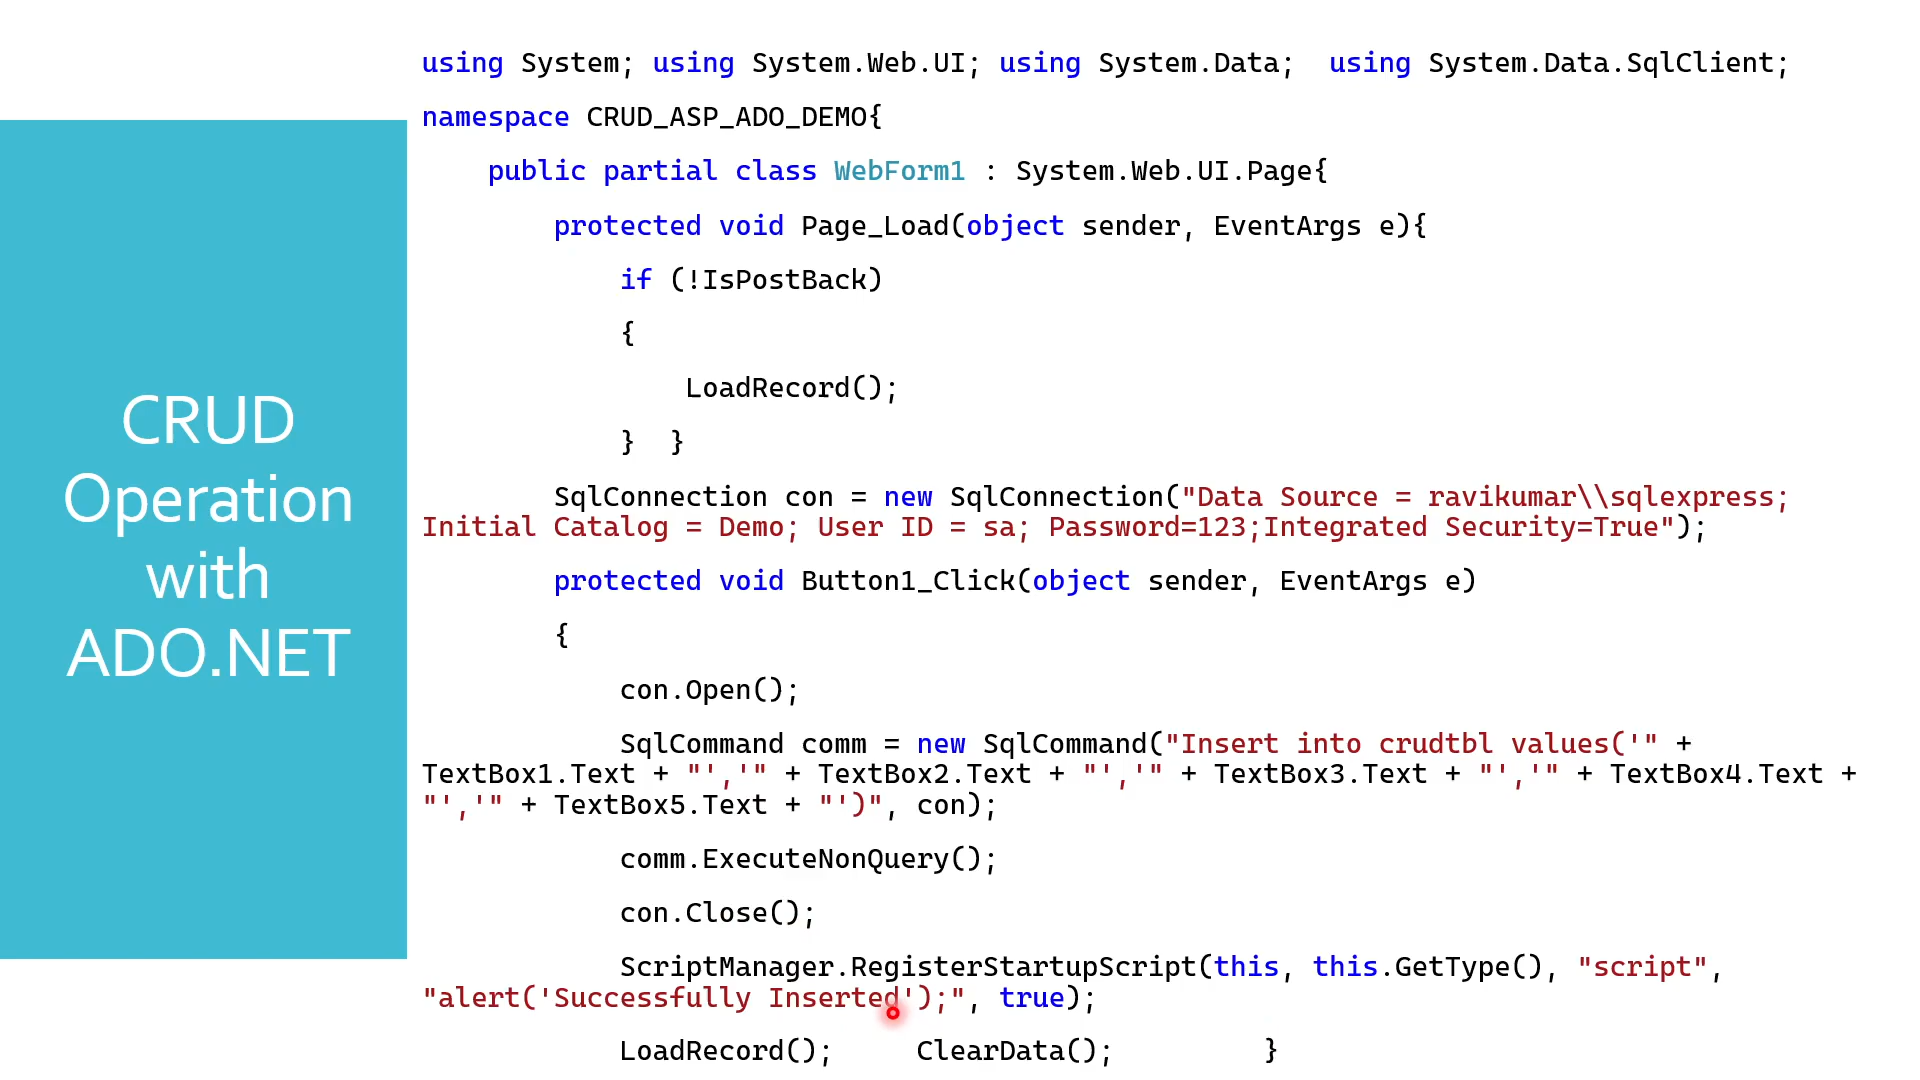 CRUD
Operation
with
ADO.NET
using System; using System.Web.UI; using System.Data;  using System.Data.SqlClient;
namespace CRUD_ASP_ADO_DEMO{
    public partial class WebForm1 : System.Web.UI.Page{
        protected void Page_Load(object sender, EventArgs e){
            if (!IsPostBack)
            {
                LoadRecord();
            }  }
        SqlConnection con = new SqlConnection("Data Source = ravikumar\\sqlexpress;
Initial Catalog = Demo; User ID = sa; Password=123;Integrated Security=True");
        protected void Button1_Click(object sender, EventArgs e)
        {
            con.Open();
            SqlCommand comm = new SqlCommand("Insert into crudtbl values('" +
TextBox1.Text + "','" + TextBox2.Text + "','" + TextBox3.Text + "','" + TextBox4.Text +
"','" + TextBox5.Text + "')", con);
            comm.ExecuteNonQuery();
            con.Close();
            ScriptManager.RegisterStartupScript(this, this.GetType(), "script",
"alert('Successfully Inserted');", true);
            LoadRecord();     ClearData();         }